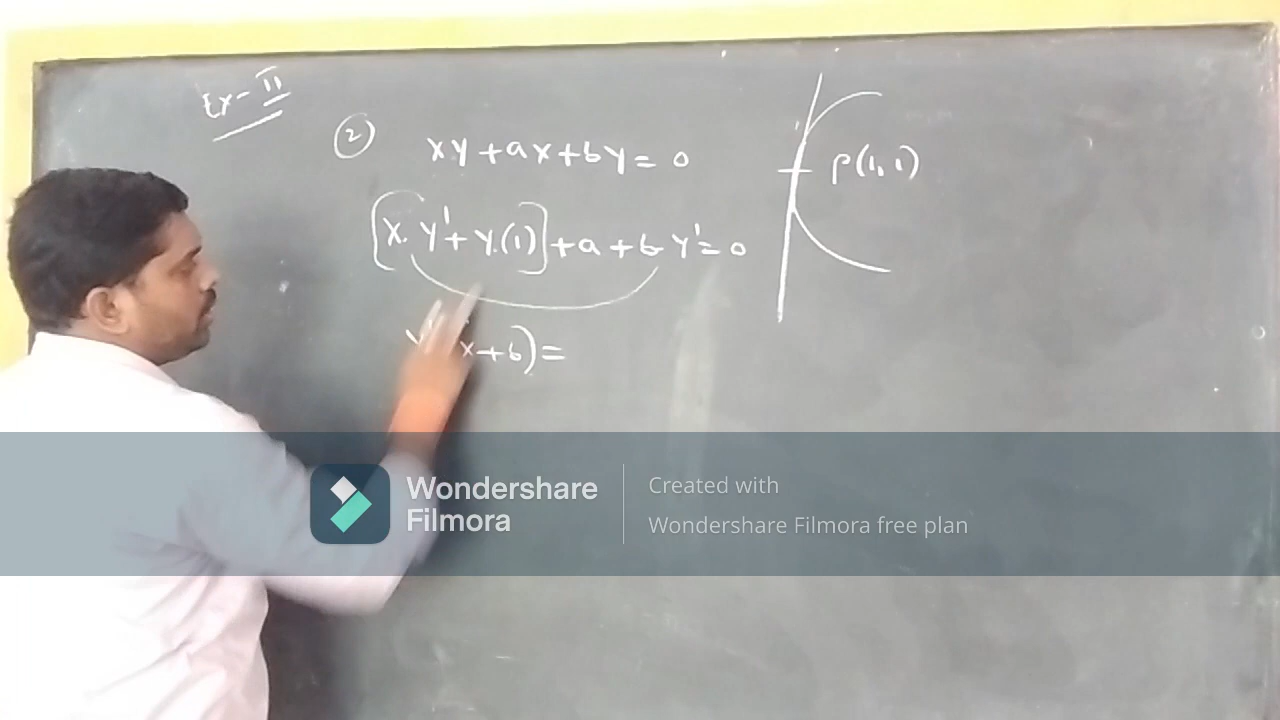 Ex-II
②
xy+ax+by=0
P(1,1)
[x.y'+y.(1)]+a+by'=0
x+b)=
Wondershare
Filmora
Created with
Wondershare Filmora free plan